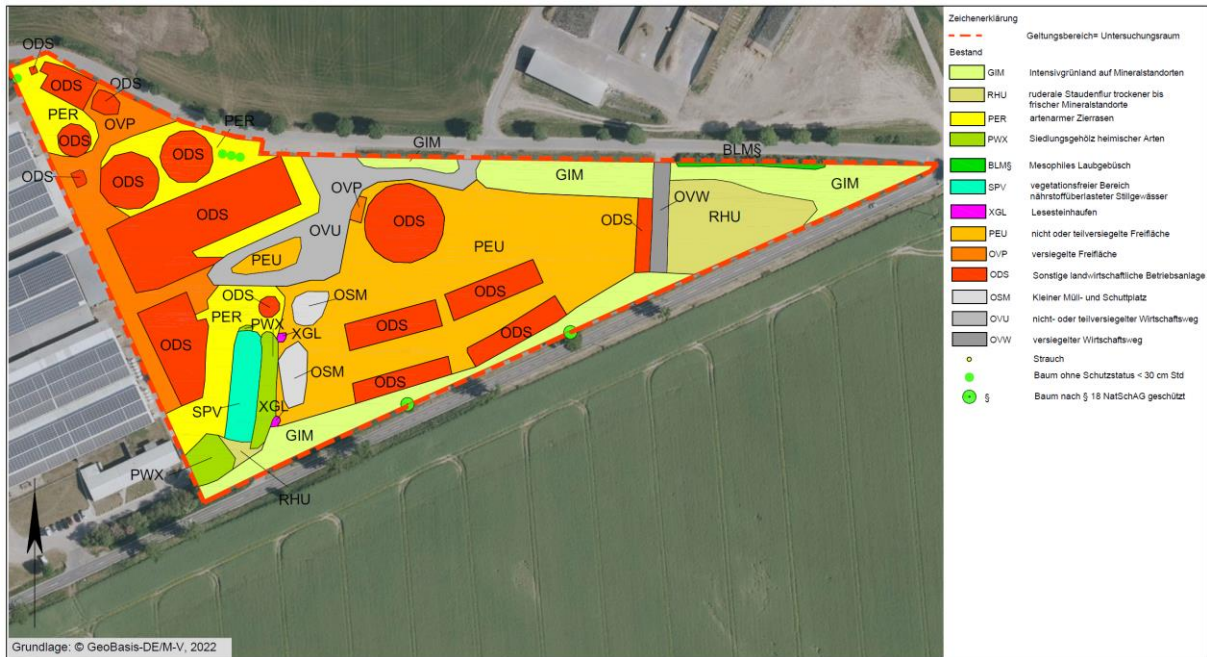 ODS
ODS
ODS
PER
PER
OVP
ODS
ODS
GIM
BLM§
ODS
ODS
OVP
GIM
OVW
GIM
ODS
ODS
ODS
RHU
OVU
PEU
PEU
ODS
OSM
ODS
PER
PWX
XGL
ODS
ODS
ODS
OSM
ODS
SPV
XGL
GIM
PWX
RHU
Grundlage: © GeoBasis-DE/M-V, 2022
Zeichenerklärung
Geltungsbereich= Untersuchungsraum
Bestand
GIM Intensivgrünland auf Mineralstandorten
RHU ruderale Staudenflur trockener bis
frischer Mineralstandorte
PER artenarmer Zierrasen
PWX Siedlungsgehölz heimischer Arten
BLM§ Mesophiles Laubgebüsch
SPV vegetationsfreier Bereich
nährstoffüberlasteter Stillgewässer
XGL Lesesteinhaufen
PEU nicht oder teilversiegelte Freifläche
OVP versiegelte Freifläche
ODS Sonstige landwirtschaftliche Betriebsanlage
OSM Kleiner Müll- und Schuttplatz
OVU nicht- oder teilversiegelter Wirtschaftsweg
OVW versiegelter Wirtschaftsweg
Strauch
Baum ohne Schutzstatus < 30 cm Std
§ Baum nach § 18 NatSchAG geschützt